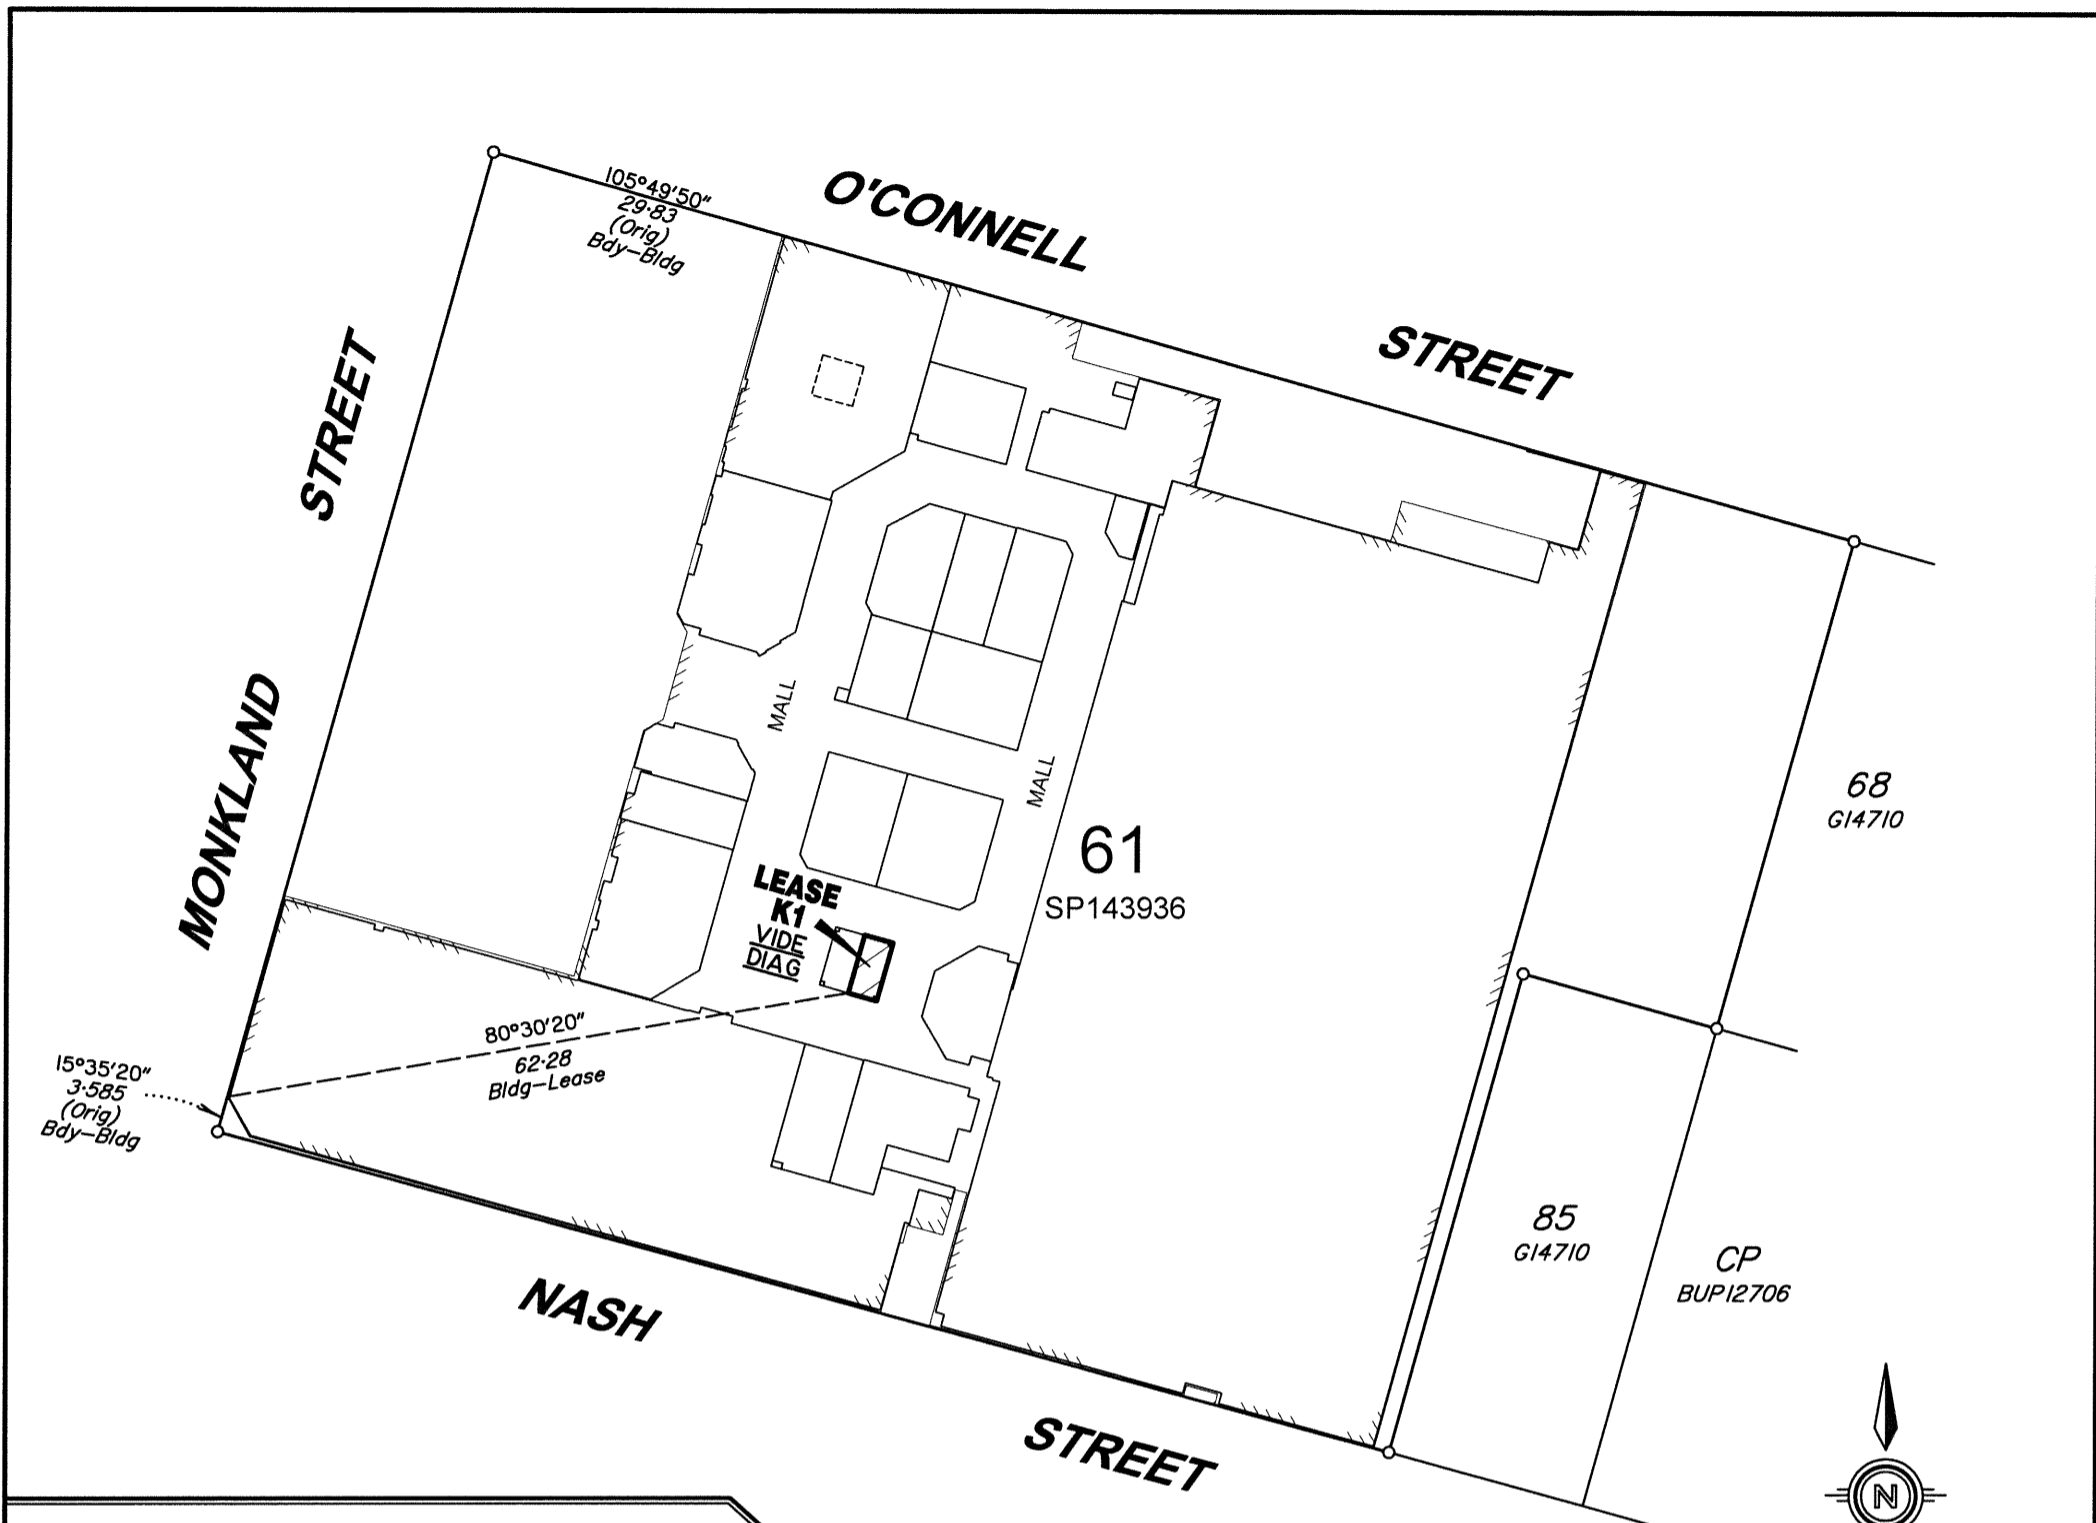 105°49'50"
29·83
(Orig)
Bdy-Bldg
O'CONNELL
STREET
STREET
MONKLAND
MALL
MALL
61
SP143936
68
G14710
LEASE
K1
VIDE
DIAG
80°30'20"
62·28
Bldg-Lease
15°35'20"
3·585
(Orig)
Bdy-Bldg
85
G14710
CP
BUP12706
NASH
STREET
N